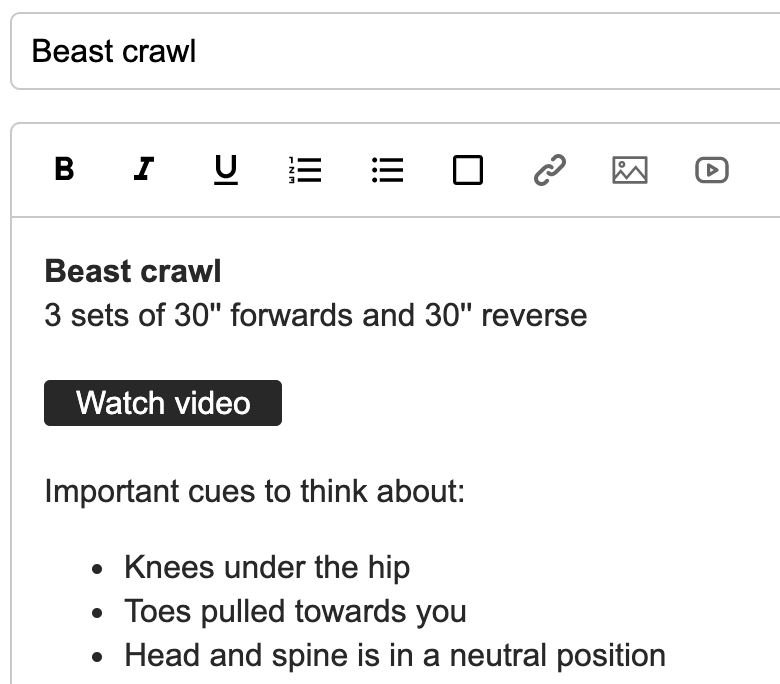 Beast crawl
B I U
Beast crawl
3 sets of 30" forwards and 30" reverse
Watch video
Important cues to think about:
• Knees under the hip
• Toes pulled towards you
• Head and spine is in a neutral position